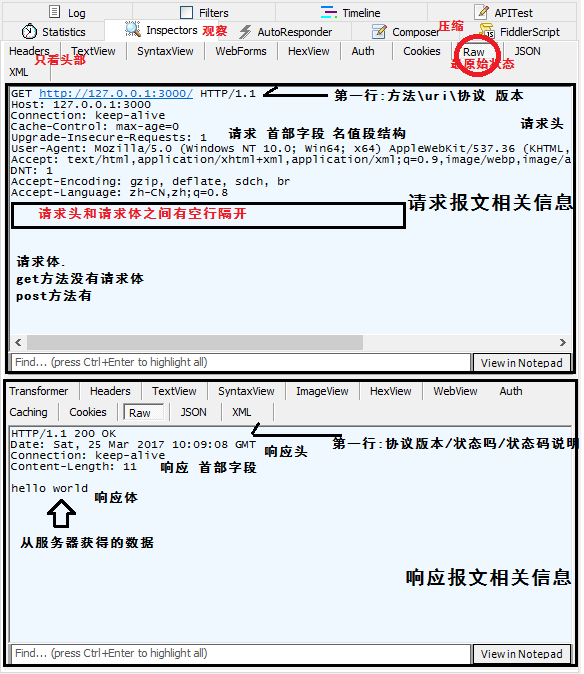 Log
Filters
Timeline
APITest
Statistics
Inspectors 观察
AutoResponder
压缩
Composer
FiddlerScript
Headers
TextView
SyntaxView
WebForms
HexView
Auth
Cookies
Raw
JSON
只看头部
原始状态
XML
GET http://127.0.0.1:3000/ HTTP/1.1
第一行:方法\uri\协议 版本
Host: 127.0.0.1:3000
Connection: keep-alive
请求头
Cache-Control: max-age=0
Upgrade-Insecure-Requests: 1
请求 首部字段 名值段结构
User-Agent: Mozilla/5.0 (Windows NT 10.0; Win64; x64) AppleWebKit/537.36 (KHTML,
Accept: text/html,application/xhtml+xml,application/xml;q=0.9,image/webp,image/a
DNT: 1
Accept-Encoding: gzip, deflate, sdch, br
Accept-Language: zh-CN,zh;q=0.8
请求报文相关信息
请求头和请求体之间有空行隔开
请求体.
get方法没有请求体
post方法有
Find... (press Ctrl+Enter to highlight all)
View in Notepad
Transformer
Headers
TextView
SyntaxView
ImageView
HexView
WebView
Auth
Caching
Cookies
Raw
JSON
XML
HTTP/1.1 200 OK
第一行:协议版本/状态吗/状态码说明
Date: Sat, 25 Mar 2017 10:09:08 GMT
响应头
Connection: keep-alive
Content-Length: 11
响应 首部字段
hello world
响应体
从服务器获得的数据
响应报文相关信息
Find... (press Ctrl+Enter to highlight all)
View in Notepad